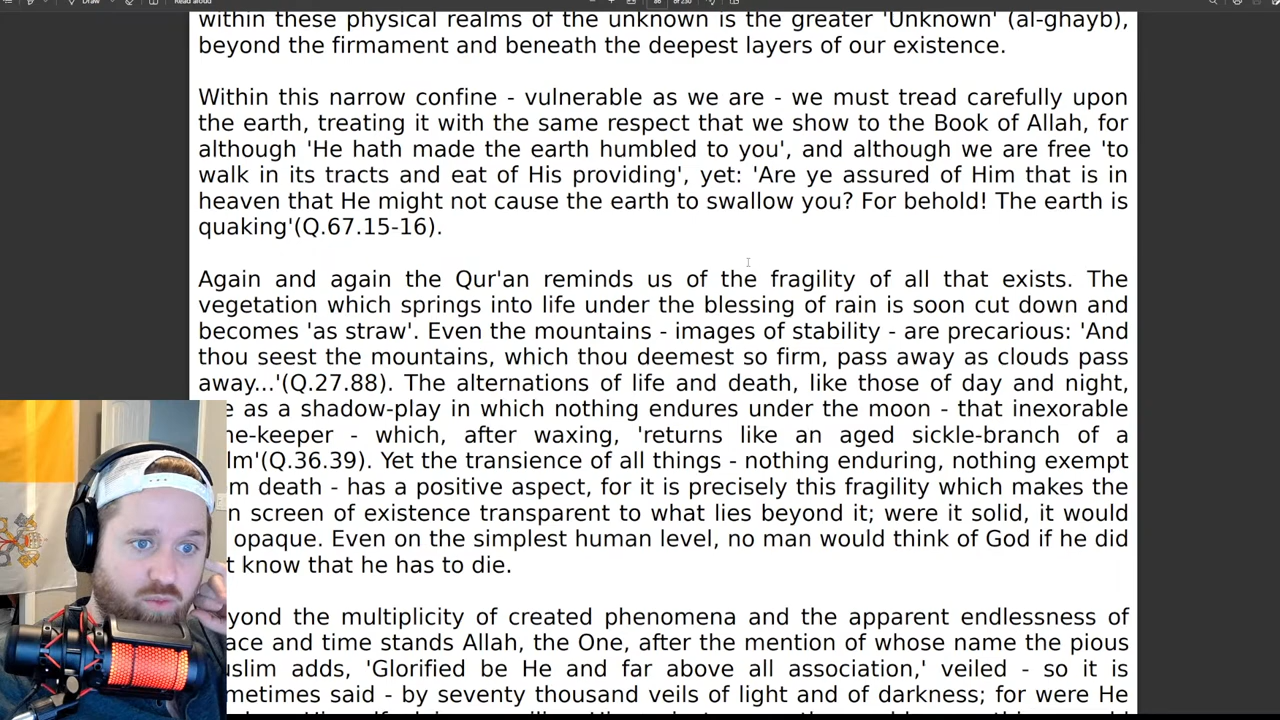 Draw
Read aloud
of 230
within these physical realms of the unknown is the greater 'Unknown' (al-ghayb),
beyond the firmament and beneath the deepest layers of our existence.
Within this narrow confine - vulnerable as we are - we must tread carefully upon
the earth, treating it with the same respect that we show to the Book of Allah, for
although 'He hath made the earth humbled to you', and although we are free 'to
walk in its tracts and eat of His providing', yet: 'Are ye assured of Him that is in
heaven that He might not cause the earth to swallow you? For behold! The earth is
quaking'(Q.67.15-16).
Again and again the Qur'an reminds us of the fragility of all that exists. The
vegetation which springs into life under the blessing of rain is soon cut down and
becomes 'as straw'. Even the mountains - images of stability - are precarious: 'And
thou seest the mountains, which thou deemest so firm, pass away as clouds pass
away...'(Q.27.88). The alternations of life and death, like those of day and night,
as a shadow-play in which nothing endures under the moon - that inexorable
-keeper - which, after waxing, 'returns like an aged sickle-branch of a
(Q.36.39). Yet the transience of all things - nothing enduring, nothing exempt
death - has a positive aspect, for it is precisely this fragility which makes the
screen of existence transparent to what lies beyond it; were it solid, it would
opaque. Even on the simplest human level, no man would think of God if he did
know that he has to die.
the multiplicity of created phenomena and the apparent endlessness of
and time stands Allah, the One, after the mention of whose name the pious
adds, 'Glorified be He and far above all association,' veiled - so it is
said - by seventy thousand veils of light and of darkness; for were He